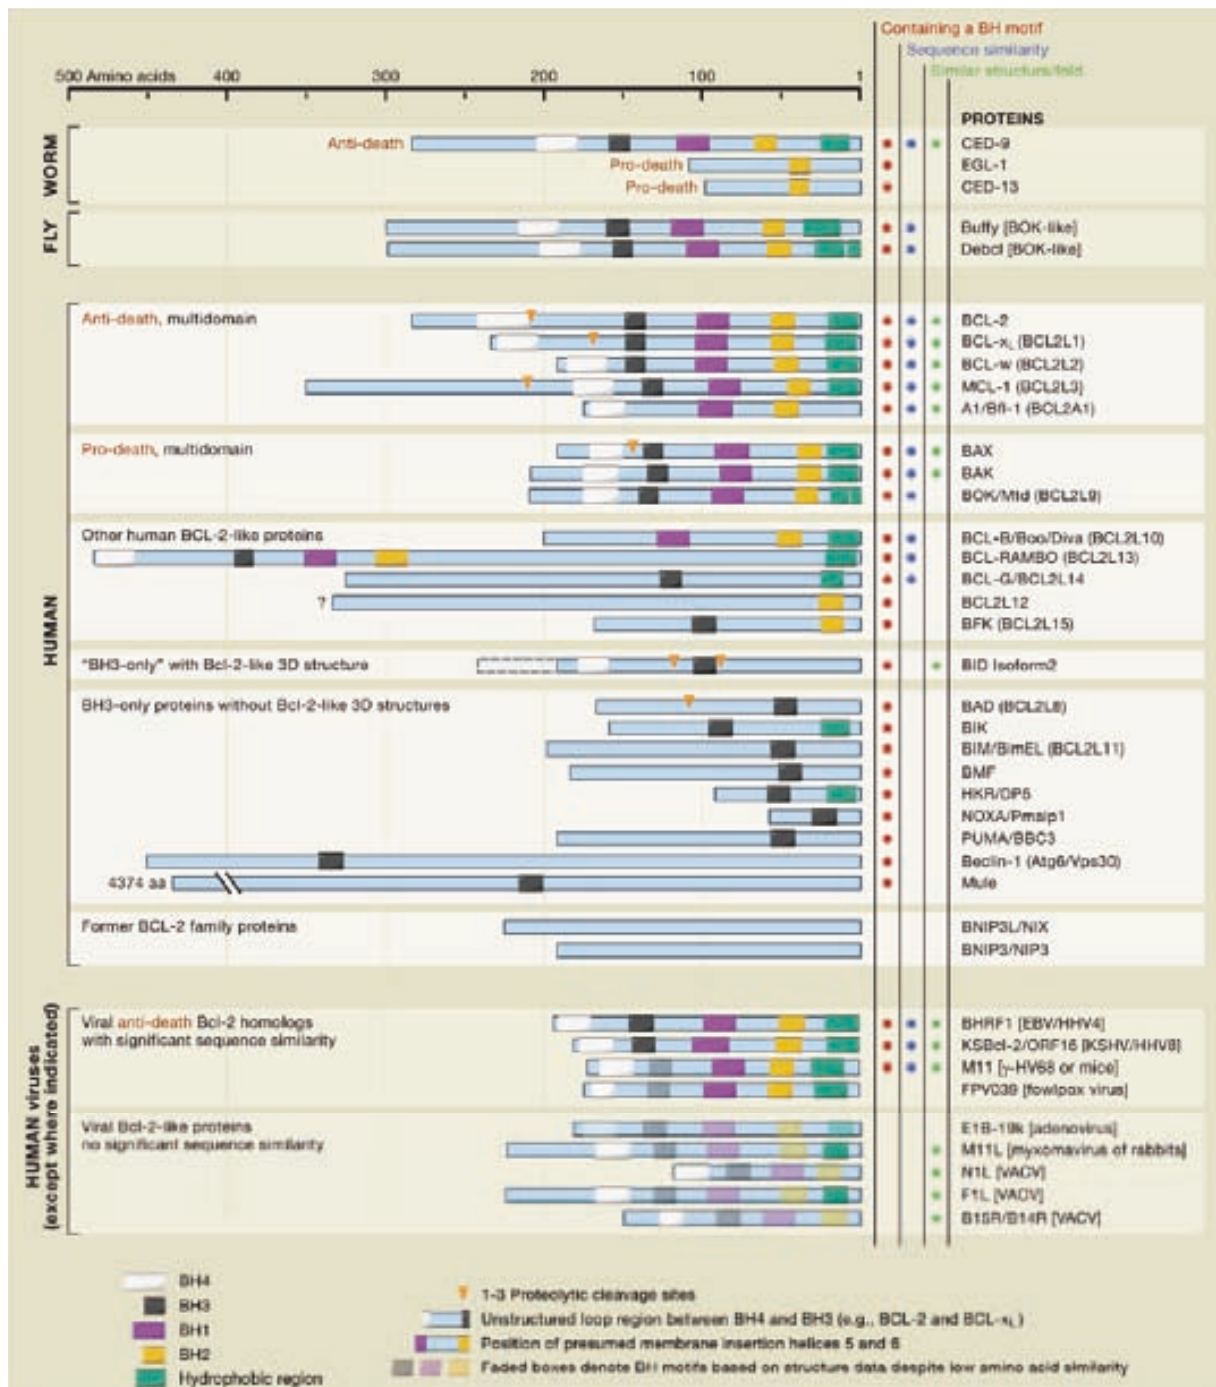 Containing a BH motif
Sequence similarity
Similar structure/fold
500 Amino acids 400 300 200 100 1
PROTEINS
WORM
Anti-death CED-9
Pro-death EGL-1
Pro-death CED-13
FLY
Buffy [BOK-like]
Debcl [BOK-like]
HUMAN
Anti-death, multidomain BCL-2
BCL-xL (BCL2L1)
BCL-w (BCL2L2)
MCL-1 (BCL2L3)
A1/Bfl-1 (BCL2A1)
Pro-death, multidomain BAX
BAK
BOK/Mtd (BCL2L9)
Other human BCL-2-like proteins BCL-B/Boo/Diva (BCL2L10)
BCL-RAMBO (BCL2L13)
BCL-G/BCL2L14
? BCL2L12
BFK (BCL2L15)
"BH3-only" with Bcl-2-like 3D structure BID Isoform2
BH3-only proteins without Bcl-2-like 3D structures BAD (BCL2L8)
BIK
BIM/BimEL (BCL2L11)
BMF
HKR/DP5
NOXA/Pmaip1
PUMA/BBC3
Beclin-1 (Atg6/Vps30)
4374 aa Mule
Former BCL-2 family proteins BNIP3L/NIX
BNIP3/NIP3
HUMAN viruses
(except where indicated)
Viral anti-death Bcl-2 homologs BHRF1 [EBV/HHV4]
with significant sequence similarity KSBcl-2/ORF16 [KSHV/HHV8]
M11 [γ-HV68 or mice]
FPV039 [fowlpox virus]
Viral Bcl-2-like proteins E1B-19k [adenovirus]
no significant sequence similarity M11L [myxomavirus of rabbits]
N1L [VACV]
F1L [VACV]
B15R/B14R [VACV]
BH4
BH3
BH1
BH2
Hydrophobic region
1-3 Proteolytic cleavage sites
Unstructured loop region between BH4 and BH3 (e.g., BCL-2 and BCL-xL)
Position of presumed membrane insertion helices 5 and 6
Faded boxes denote BH motifs based on structure data despite low amino acid similarity